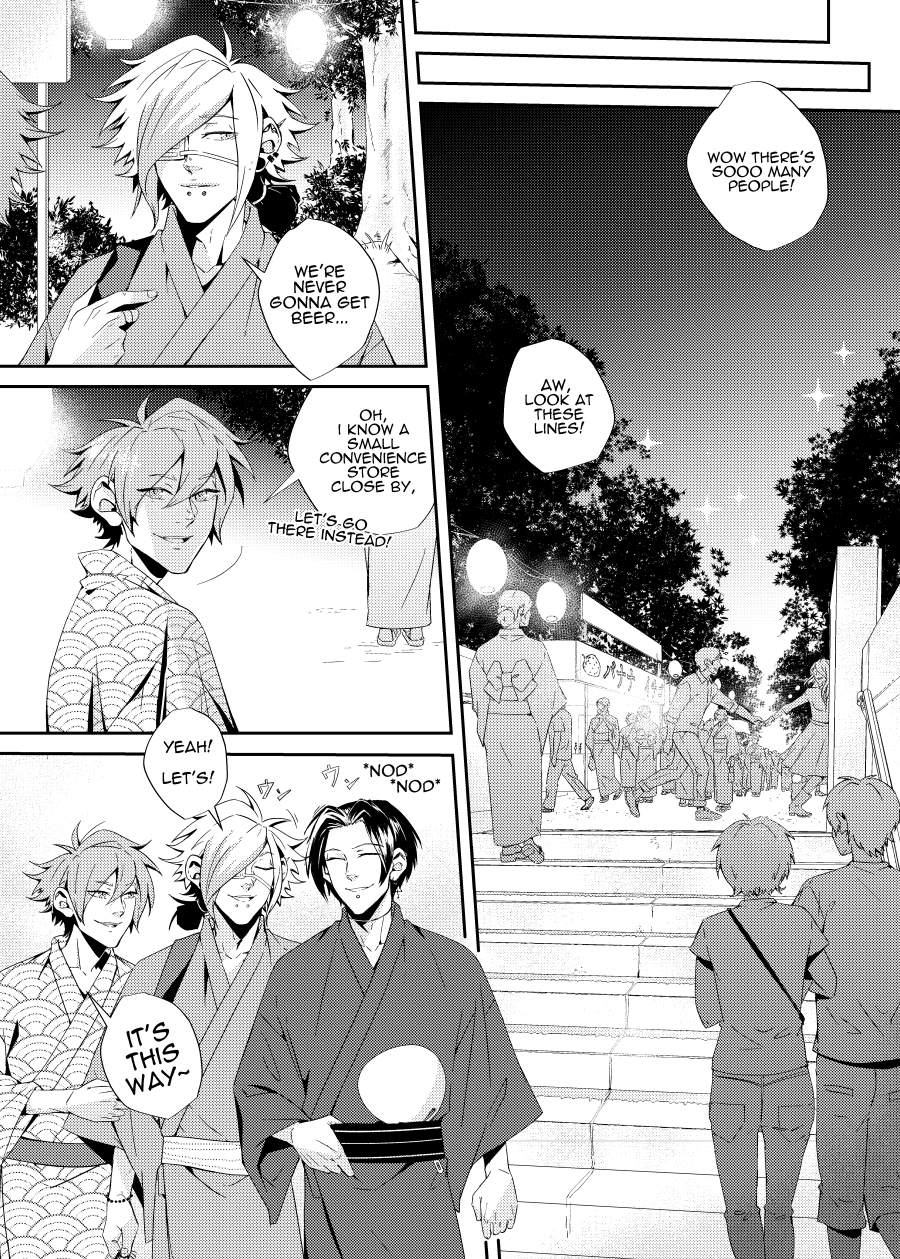 WOW THERE'S
SOOO MANY
PEOPLE!
AW,
LOOK AT
THESE
LINES!
バナナ
WE'RE
NEVER
GONNA GET
BEER...
OH,
I KNOW A
SMALL
CONVENIENCE
STORE
CLOSE BY,
LET'S GO
THERE INSTEAD!
YEAH!
LET'S!
ウン
ウン
*NOD*
*NOD*
IT'S
THIS
WAY~